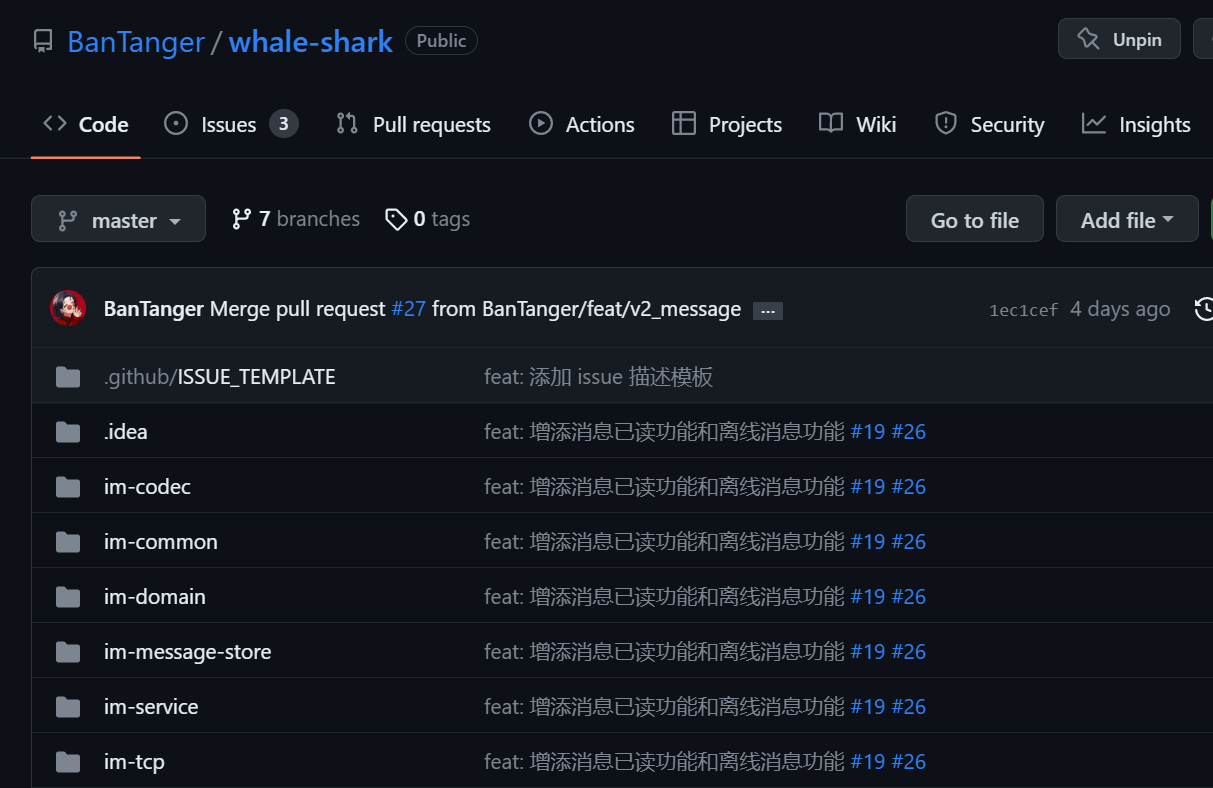 BanTanger / whale-shark Public Unpin
Code Issues 3 Pull requests Actions Projects Wiki Security Insights
master 7 branches 0 tags Go to file Add file
BanTanger Merge pull request #27 from BanTanger/feat/v2_message ... 1ec1cef 4 days ago
.github/ISSUE_TEMPLATE feat: 添加 issue 描述模板
.idea feat: 增添消息已读功能和离线消息功能 #19 #26
im-codec feat: 增添消息已读功能和离线消息功能 #19 #26
im-common feat: 增添消息已读功能和离线消息功能 #19 #26
im-domain feat: 增添消息已读功能和离线消息功能 #19 #26
im-message-store feat: 增添消息已读功能和离线消息功能 #19 #26
im-service feat: 增添消息已读功能和离线消息功能 #19 #26
im-tcp feat: 增添消息已读功能和离线消息功能 #19 #26